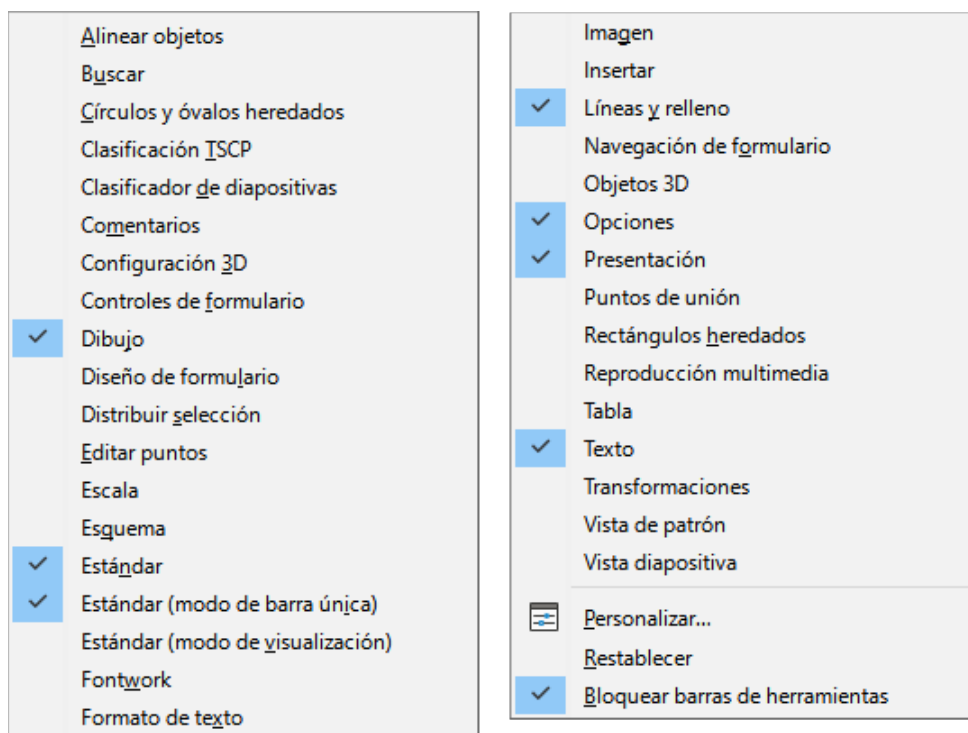 Alinear objetos
Buscar
Círculos y óvalos heredados
Clasificación TSCP
Clasificador de diapositivas
Comentarios
Configuración 3D
Controles de formulario
Dibujo
Diseño de formulario
Distribuir selección
Editar puntos
Escala
Esquema
Estándar
Estándar (modo de barra única)
Estándar (modo de visualización)
Fontwork
Formato de texto
Imagen
Insertar
Líneas y relleno
Navegación de formulario
Objetos 3D
Opciones
Presentación
Puntos de unión
Rectángulos heredados
Reproducción multimedia
Tabla
Texto
Transformaciones
Vista de patrón
Vista diapositiva
Personalizar...
Restablecer
Bloquear barras de herramientas